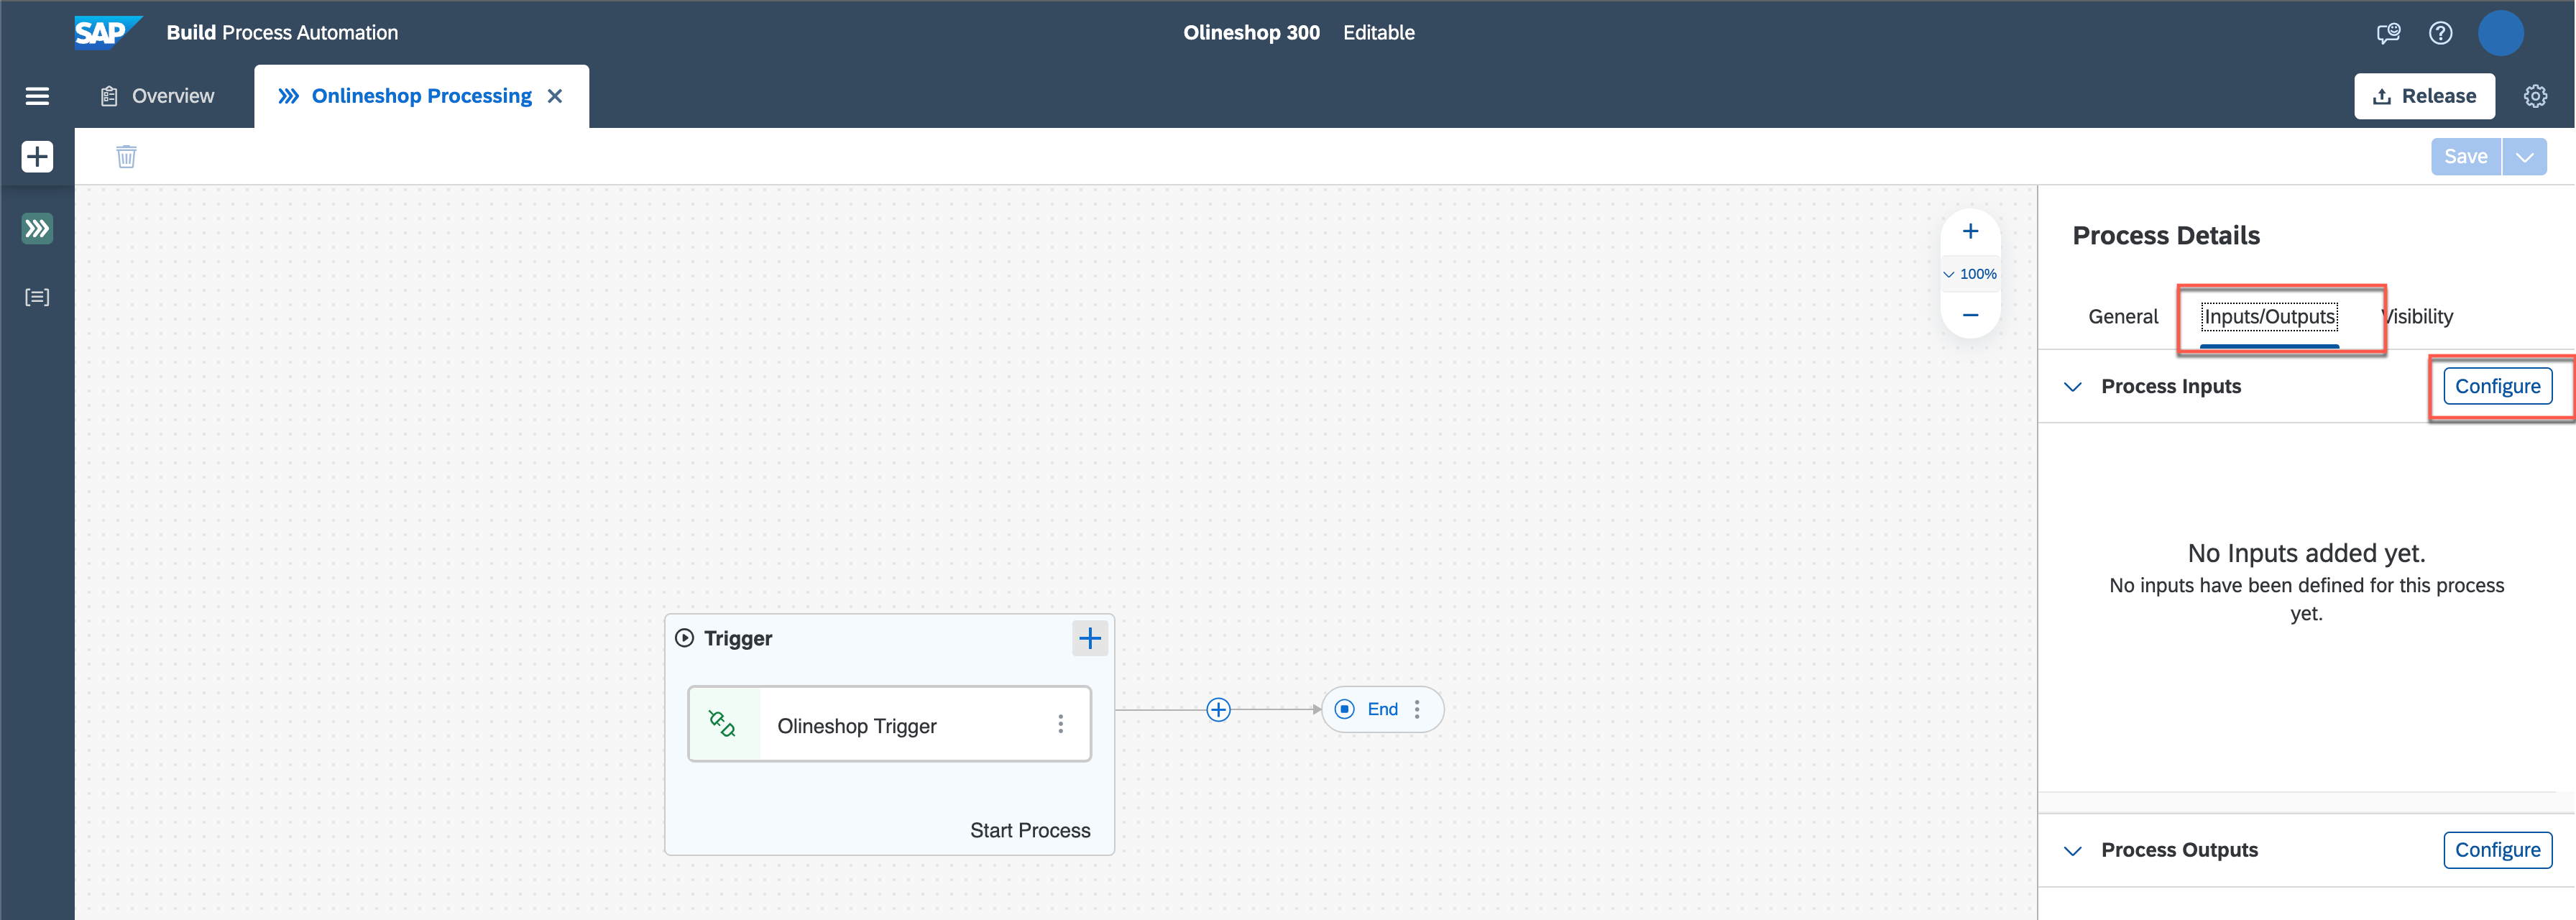 SAP Build Process Automation
Olineshop 300 Editable
Overview
Onlineshop Processing
Release
Save
100%
Process Details
General Inputs/Outputs Visibility
Process Inputs Configure
No Inputs added yet.
No inputs have been defined for this process
yet.
Trigger
Olineshop Trigger
End
Start Process
Process Outputs Configure